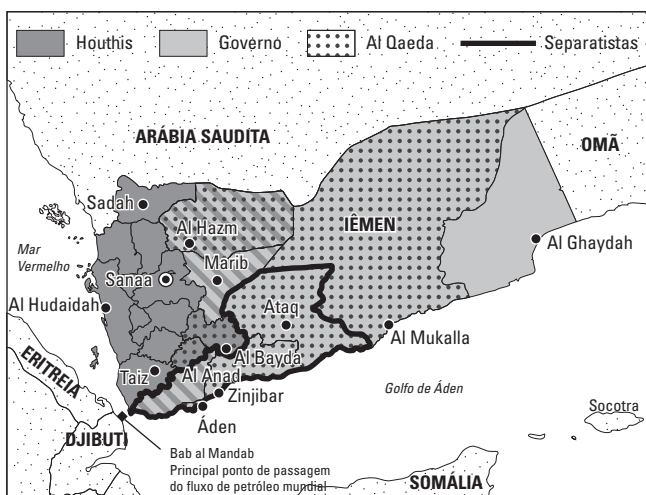 Houthis
Governo
Al Qaeda
Separatistas
ARÁBIA SAUDITA
OMÃ
Sadah
Al Hazm
IÊMEN
Mar
Vermelho
Al Ghaydah
Marib
Sanaa
Al Hudaidah
Ataq
Al Mukalla
ERITREIA
Al Bayda
Taiz
Al Anad
Zinjibar
Golfo de Áden
Áden
Socotra
DJIBUTI
Bab al Mandab
Principal ponto de passagem
do fluxo de petróleo mundial
SOMÁLIA